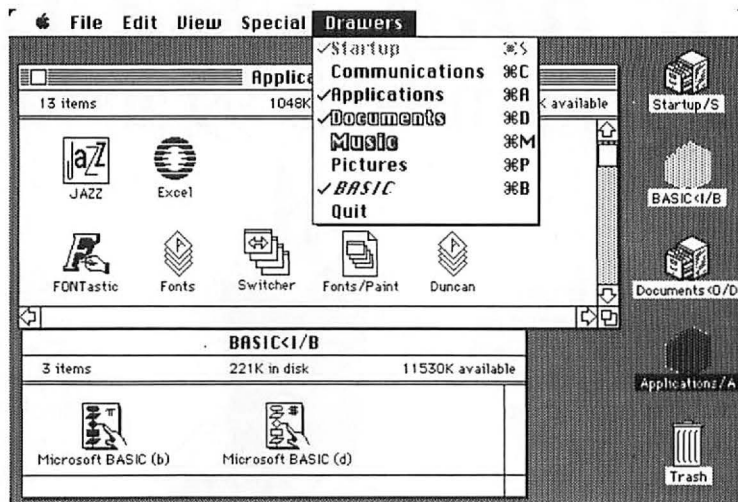 File Edit View Special Drawers
✓Startup ⌘S
Communications ⌘C
✓Applications ⌘A
✓Documents ⌘D
Music ⌘M
Pictures ⌘P
✓BASIC ⌘B
Quit
Applica
13 items 1048K K available
JAZZ Excel
FONTastic Fonts Switcher Fonts/Paint Duncan
BASIC<I/B
3 items 221K in disk 11530K available
Microsoft BASIC (b) Microsoft BASIC (d)
Startup/S
BASIC<I/B
Documents<O/D
Applications/A
Trash